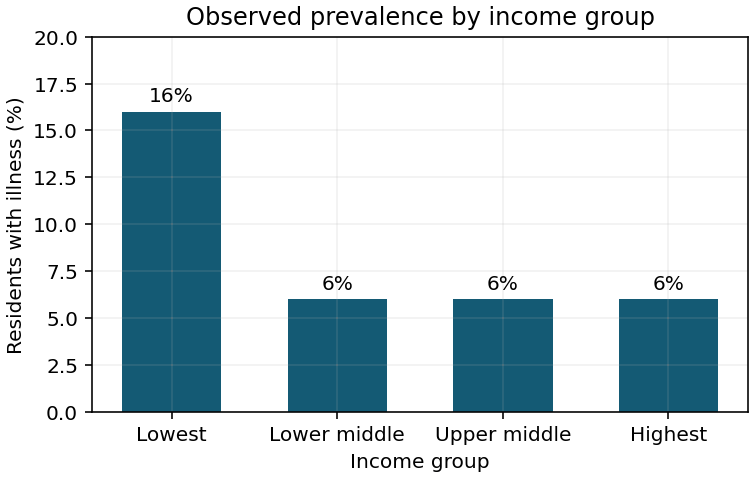 Observed prevalence by income group
Residents with illness (%)
20.0
17.5
15.0
12.5
10.0
7.5
5.0
2.5
0.0
16%
6%
6%
6%
Lowest
Lower middle
Upper middle
Highest
Income group